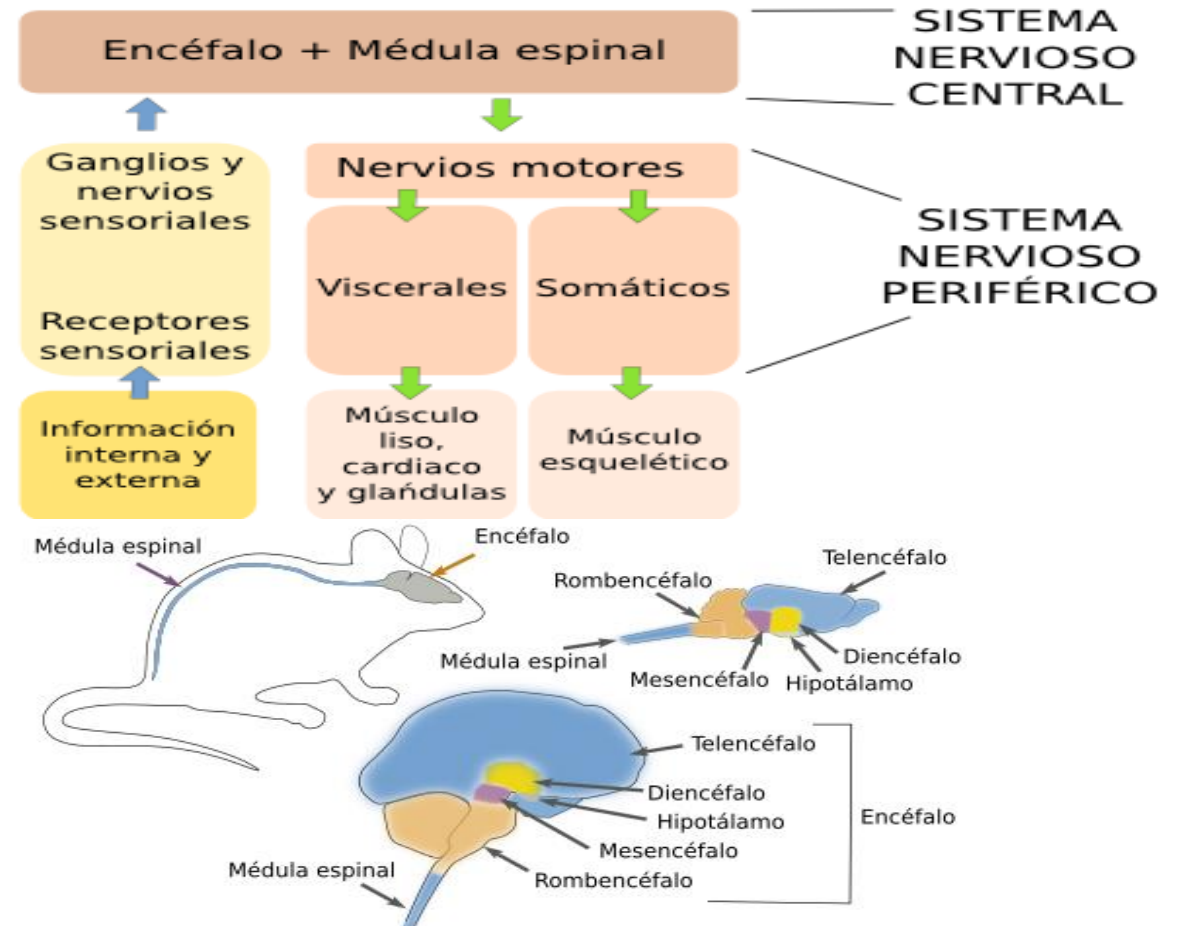 Encéfalo + Médula espinal
SISTEMA
NERVIOSO
CENTRAL
Ganglios y
nervios
sensoriales
Receptores
sensoriales
Información
interna y
externa
Nervios motores
Viscerales
Somáticos
Músculo
liso,
cardiaco
y glańdulas
Músculo
esquelético
SISTEMA
NERVIOSO
PERIFÉRICO
Médula espinal
Encéfalo
Telencéfalo
Rombencéfalo
Médula espinal
Mesencéfalo
Diencéfalo
Hipotálamo
Telencéfalo
Diencéfalo
Hipotálamo
Mesencéfalo
Rombencéfalo
Médula espinal
Encéfalo